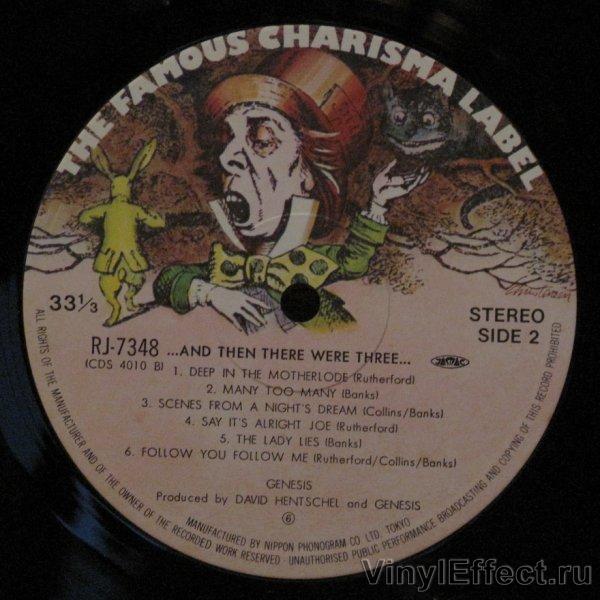 THE FAMOUS CHARISMA LABEL
33 1/3
STEREO
SIDE 2
RJ-7348
(CDS 4010 B)
...AND THEN THERE WERE THREE...
JASRAC
1. DEEP IN THE MOTHERLODE (Rutherford)
2. MANY TOO MANY (Banks)
3. SCENES FROM A NIGHT'S DREAM (Collins/Banks)
4. SAY IT'S ALRIGHT JOE (Rutherford)
5. THE LADY LIES (Banks)
6. FOLLOW YOU FOLLOW ME (Rutherford/Collins/Banks)
GENESIS
Produced by DAVID HENTSCHEL and GENESIS
6
MANUFACTURED BY NIPPON PHONOGRAM CO LTD. TOKYO
ALL RIGHTS OF THE MANUFACTURER AND OF THE OWNER OF THE RECORDED WORK RESERVED - UNAUTHORISED PUBLIC PERFORMANCE BROADCASTING AND COPYING OF THIS RECORD PROHIBITED
VinylEffect.ru